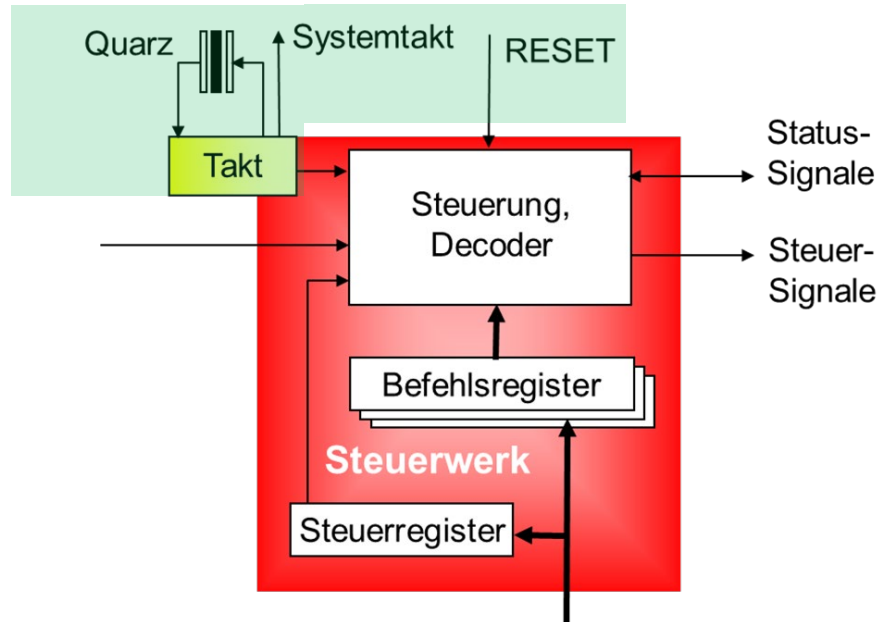 Quarz
Systemtakt
RESET
Takt
Status-
Signale
Steuerung,
Decoder
Steuer-
Signale
Befehlsregister
Steuerwerk
Steuerregister